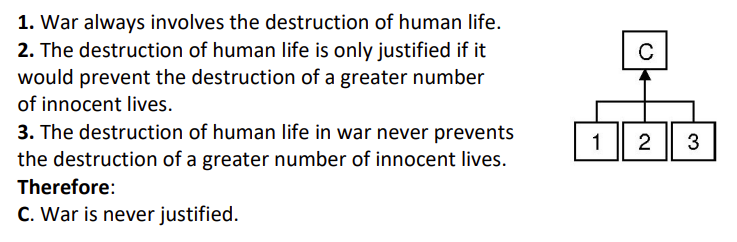 1. War always involves the destruction of human life.
2. The destruction of human life is only justified if it
would prevent the destruction of a greater number
of innocent lives.
3. The destruction of human life in war never prevents
the destruction of a greater number of innocent lives.
Therefore:
C. War is never justified.
C
1 2 3